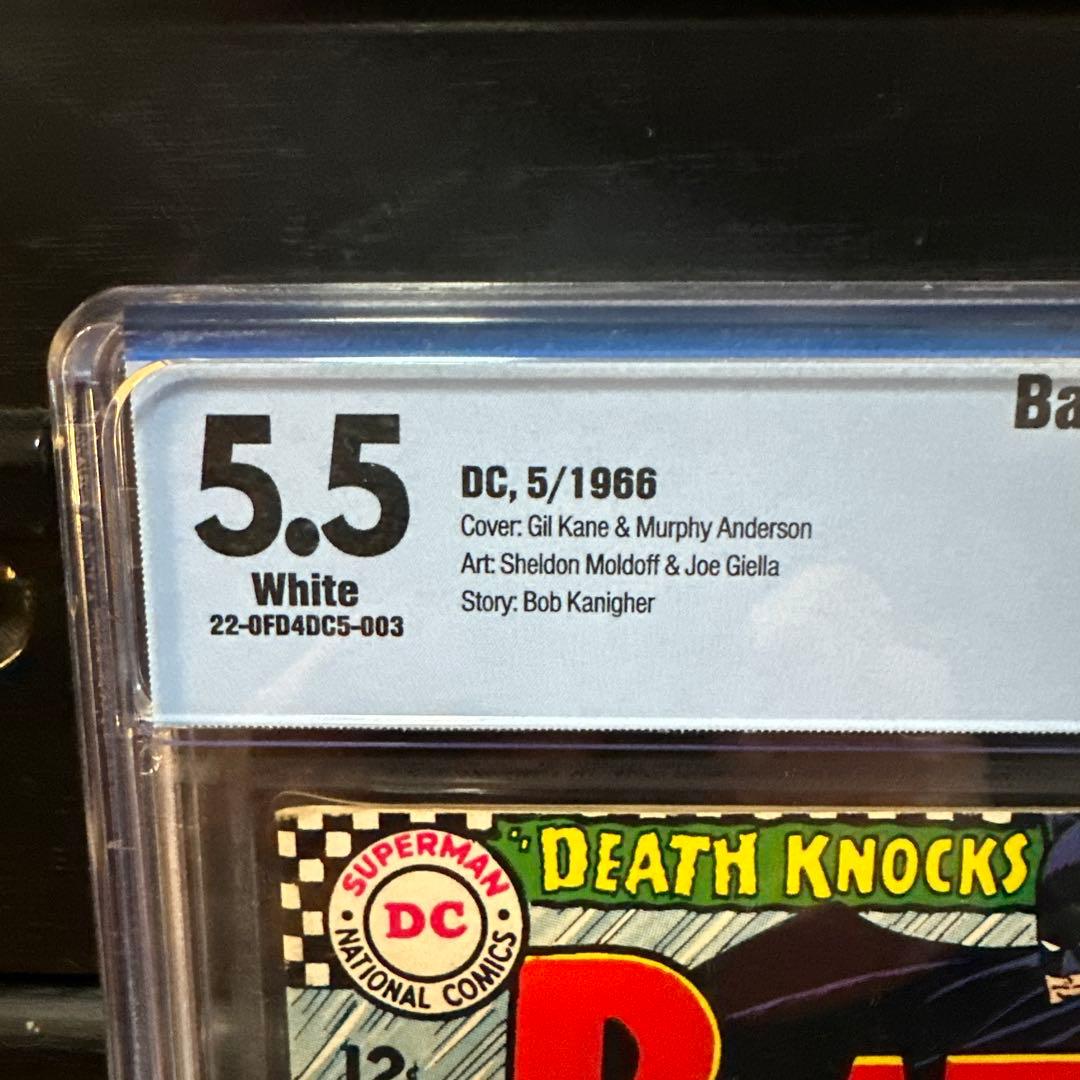 Ba
5.5
White
22-0FD4DC5-003
DC, 5/1966
Cover: Gil Kane & Murphy Anderson
Art: Sheldon Moldoff & Joe Giella
Story: Bob Kanigher
"DEATH KNOCKS
SUPERMAN
DC
NATIONAL COMICS
12¢
BAT